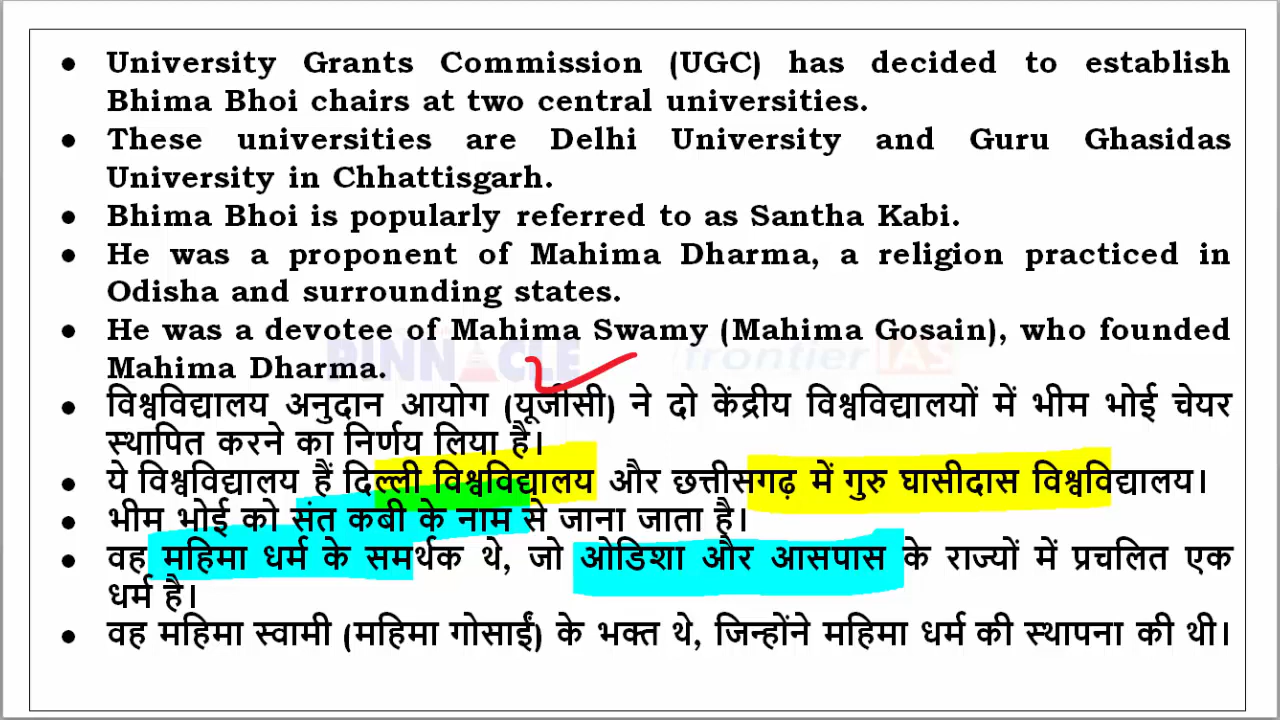 ● University Grants Commission (UGC) has decided to establish
Bhima Bhoi chairs at two central universities.
● These universities are Delhi University and Guru Ghasidas
University in Chhattisgarh.
● Bhima Bhoi is popularly referred to as Santha Kabi.
● He was a proponent of Mahima Dharma, a religion practiced in
Odisha and surrounding states.
● He was a devotee of Mahima Swamy (Mahima Gosain), who founded
Mahima Dharma.
PINNACLE frontier IAS
● विश्वविद्यालय अनुदान आयोग (यूजीसी) ने दो केंद्रीय विश्वविद्यालयों में भीम भोई चेयर
स्थापित करने का निर्णय लिया है।
● ये विश्वविद्यालय हैं दिल्ली विश्वविद्यालय और छत्तीसगढ़ में गुरु घासीदास विश्वविद्यालय।
● भीम भोई को संत कबी के नाम से जाना जाता है।
● वह महिमा धर्म के समर्थक थे, जो ओडिशा और आसपास के राज्यों में प्रचलित एक
धर्म है।
● वह महिमा स्वामी (महिमा गोसाईं) के भक्त थे, जिन्होंने महिमा धर्म की स्थापना की थी।